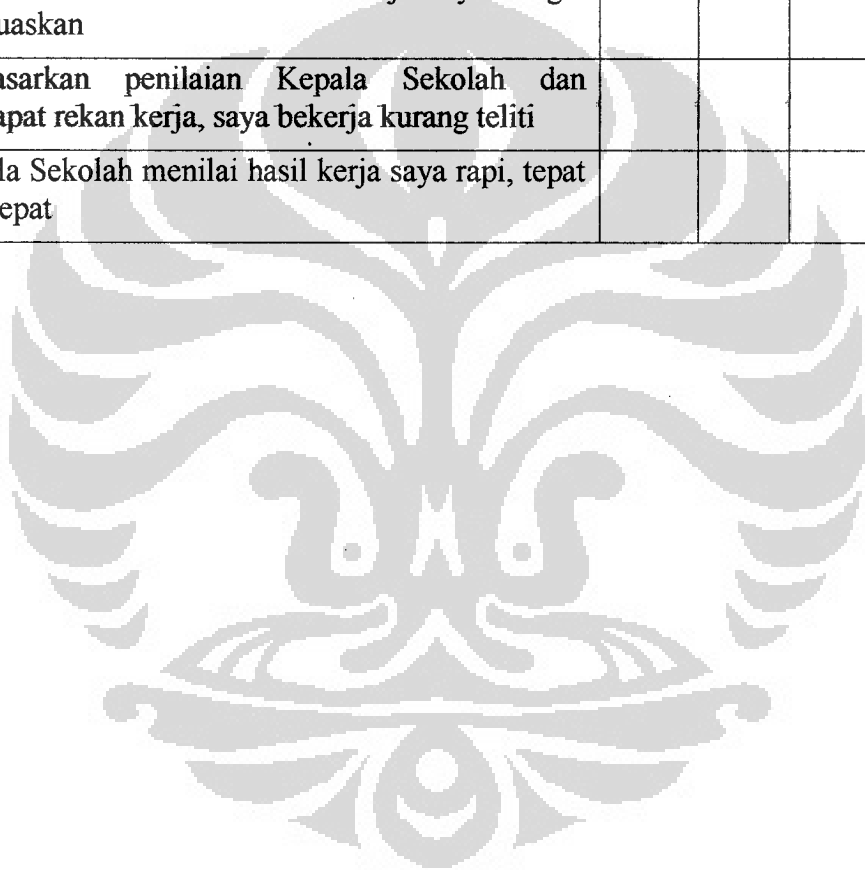 uaskan
asarkan penilaian Kepala Sekolah dan
apat rekan kerja, saya bekerja kurang teliti
la Sekolah menilai hasil kerja saya rapi, tepat
epat